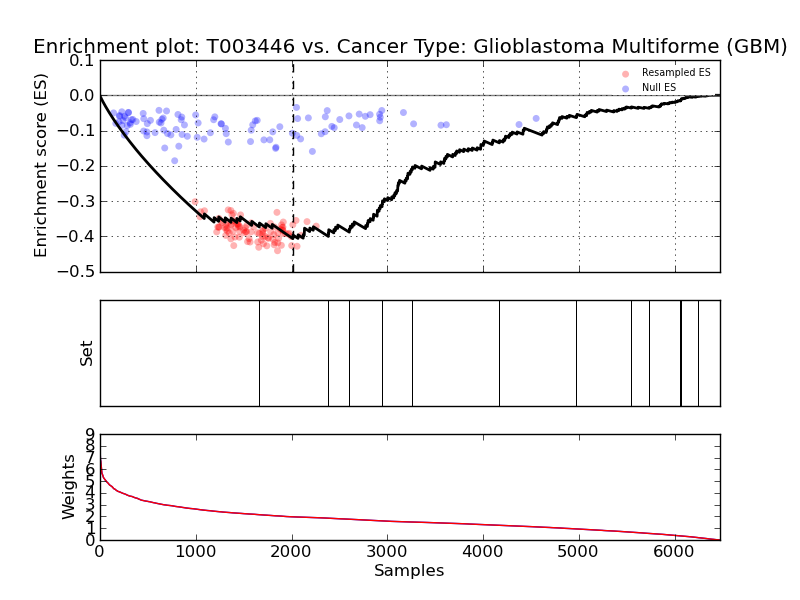 Enrichment plot: T003446 vs. Cancer Type: Glioblastoma Multiforme (GBM)
0.1
0.0
−0.1
−0.2
−0.3
−0.4
−0.5
Enrichment score (ES)
Resampled ES
Null ES
Set
9
8
7
6
5
4
3
2
1
0
Weights
0 1000 2000 3000 4000 5000 6000
Samples